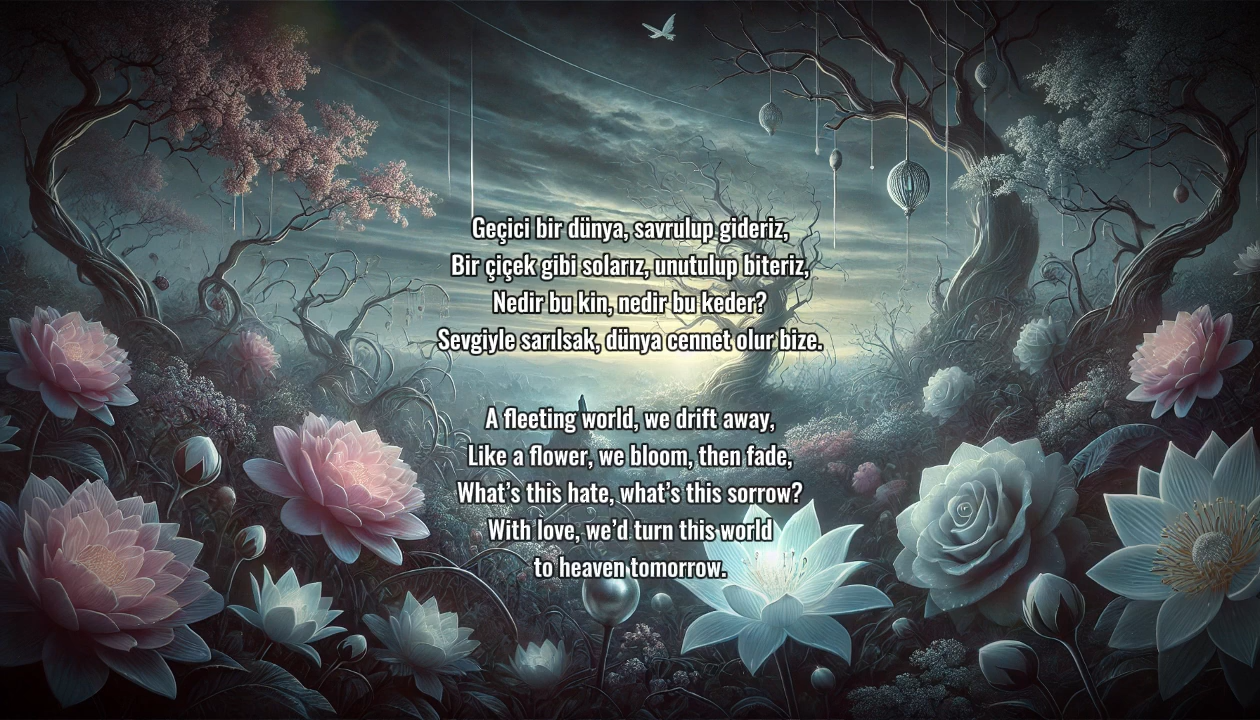 Geçici bir dünya, savrulup gideriz,
Bir çiçek gibi solarız, unutulup biteriz,
Nedir bu kin, nedir bu keder?
Sevgiyle sarılsak, dünya cennet olur bize.
A fleeting world, we drift away,
Like a flower, we bloom, then fade,
What’s this hate, what’s this sorrow?
With love, we’d turn this world
to heaven tomorrow.